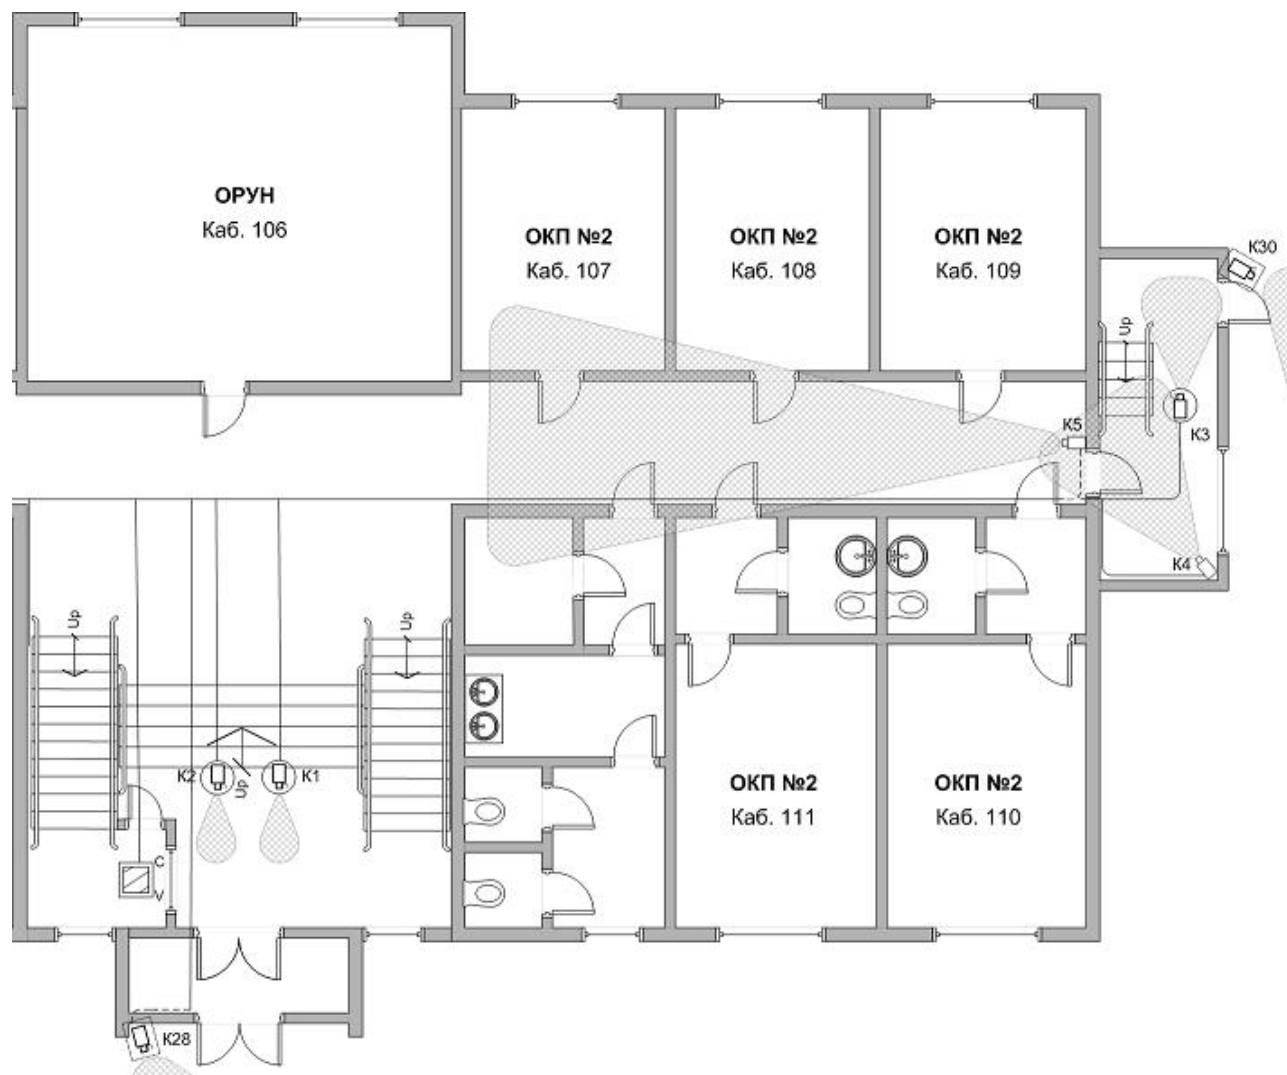 ОРУН
Каб. 106
ОКП №2
Каб. 107
ОКП №2
Каб. 108
ОКП №2
Каб. 109
К30
Up
К5
К3
К4
Up
Up
К2
Up
К1
ОКП №2
Каб. 111
ОКП №2
Каб. 110
C
V
К28